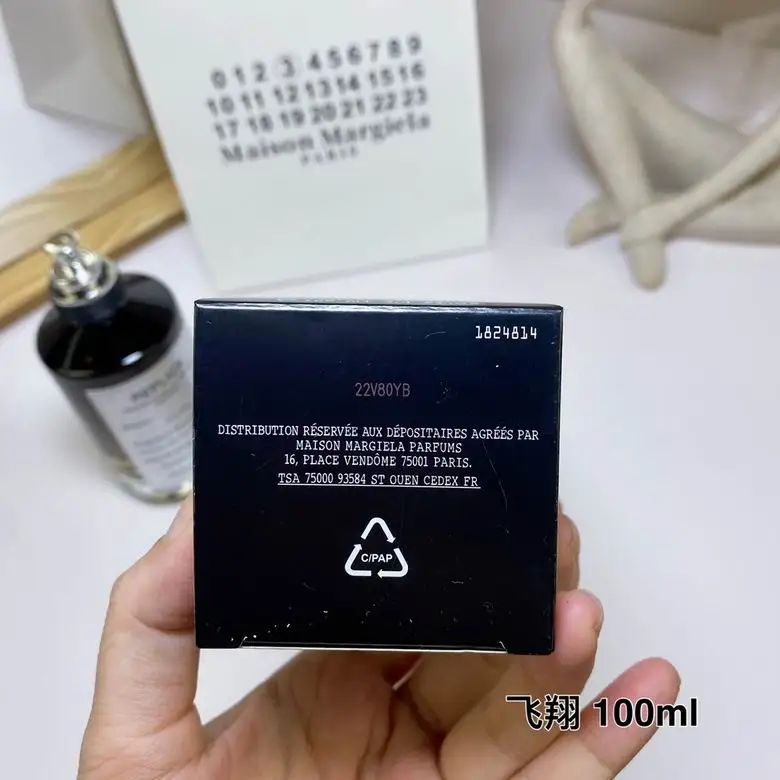 0 1 2 3 4 5 6 7 8 9
10 11 12 13 14 15 16
17 18 19 20 21 22 23
Maison Margiela
PARIS
1824814
22V80YB
DISTRIBUTION RÉSERVÉE AUX DÉPOSITAIRES AGRÉÉS PAR
MAISON MARGIELA PARFUMS
16, PLACE VENDÔME 75001 PARIS.
TSA 75000 93584 ST OUEN CEDEX FR
C/PAP
飞翔 100ml